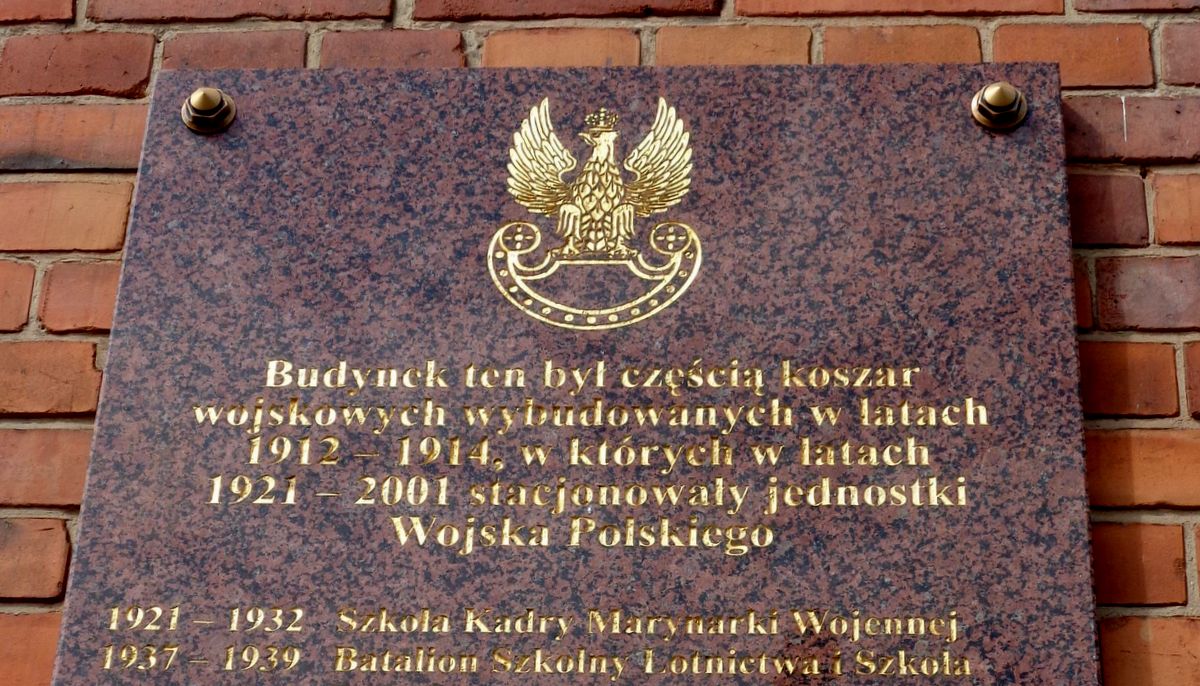 Budynek ten był częścią koszar
wojskowych wybudowanych w latach
1912 – 1914, w których w latach
1921 – 2001 stacjonowały jednostki
Wojska Polskiego
1921 – 1932 Szkoła Kadry Marynarki Wojennej
1937 – 1939 Batalion Szkolny Lotnictwa i Szkoła